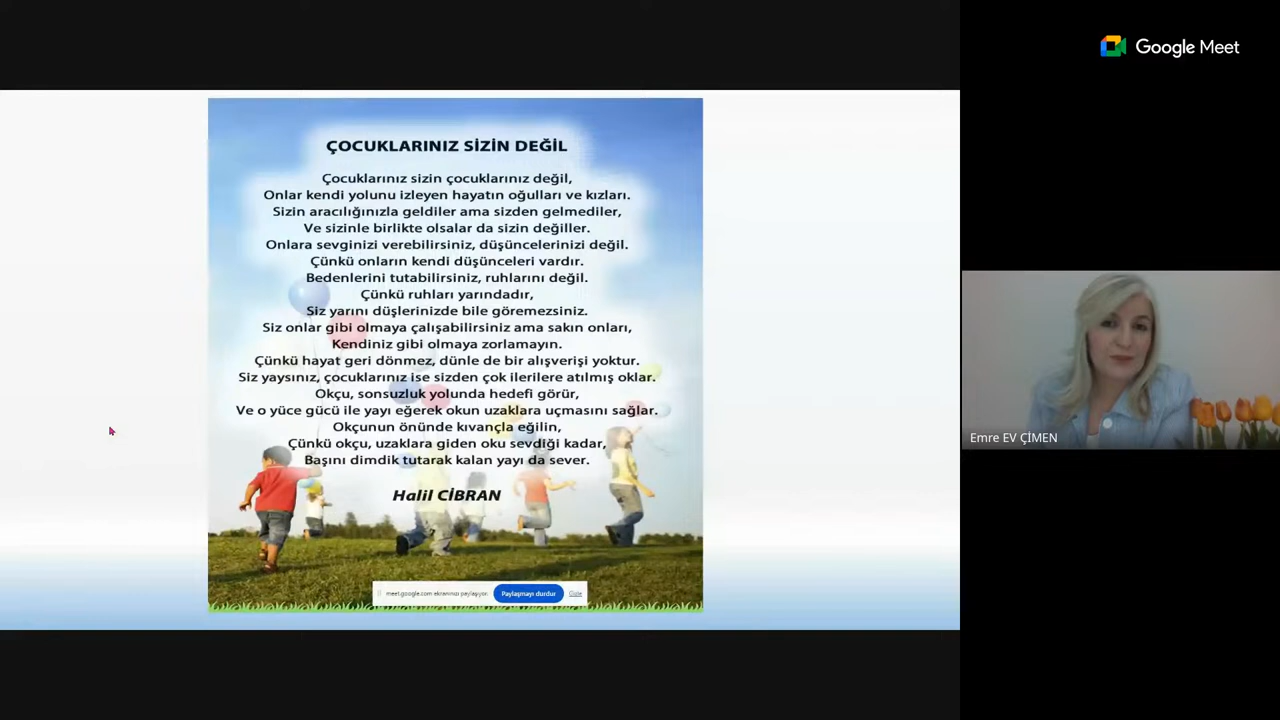 Google Meet
ÇOCUKLARINIZ SİZİN DEĞİL
Çocuklarınız sizin çocuklarınız değil,
Onlar kendi yolunu izleyen hayatın oğulları ve kızları.
Sizin aracılığınızla geldiler ama sizden gelmediler,
Ve sizinle birlikte olsalar da sizin değiller.
Onlara sevginizi verebilirsiniz, düşüncelerinizi değil.
Çünkü onların kendi düşünceleri vardır.
Bedenlerini tutabilirsiniz, ruhlarını değil.
Çünkü ruhları yarındadır,
Siz yarını düşlerinizde bile göremezsiniz.
Siz onlar gibi olmaya çalışabilirsiniz ama sakın onları,
Kendiniz gibi olmaya zorlamayın.
Çünkü hayat geri dönmez, dünle de bir alışverişi yoktur.
Siz yaysınız, çocuklarınız ise sizden çok ilerilere atılmış oklar.
Okçu, sonsuzluk yolunda hedefi görür,
Ve o yüce gücü ile yayı eğerek okun uzaklara uçmasını sağlar.
Okçunun önünde kıvançla eğilin,
Çünkü okçu, uzaklara giden oku sevdiği kadar,
Başını dimdik tutarak kalan yayı da sever.
Halil CİBRAN
meet.google.com ekranınızı paylaşıyor.
Paylaşmayı durdur
Gizle
Emre EV ÇİMEN